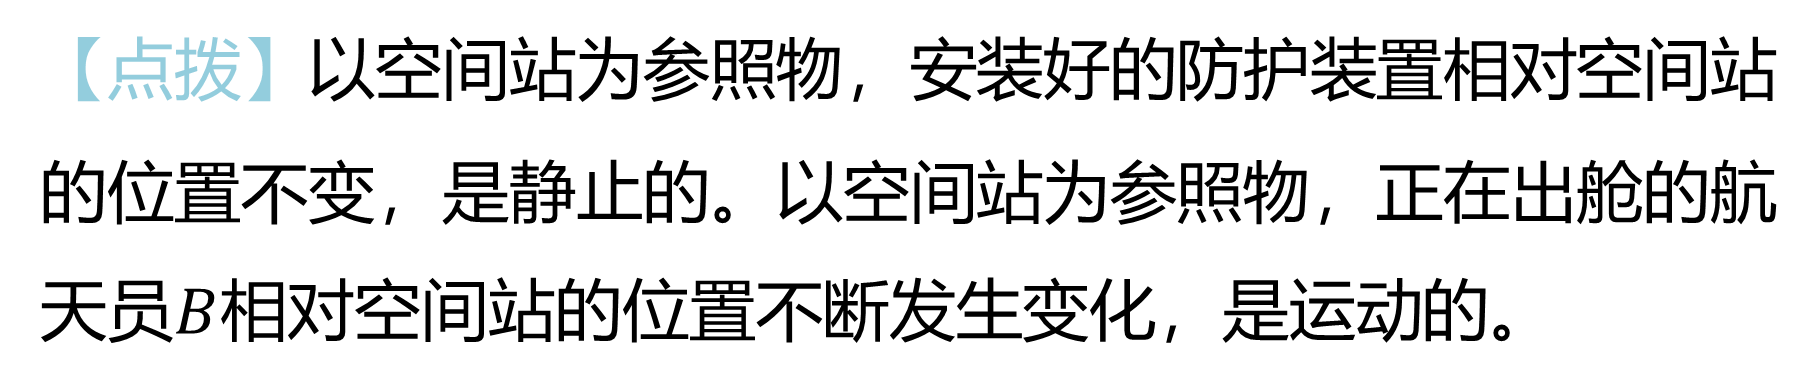 【点拨】以空间站为参照物，安装好的防护装置相对空间站
的位置不变，是静止的。以空间站为参照物，正在出舱的航
天员B相对空间站的位置不断发生变化，是运动的。